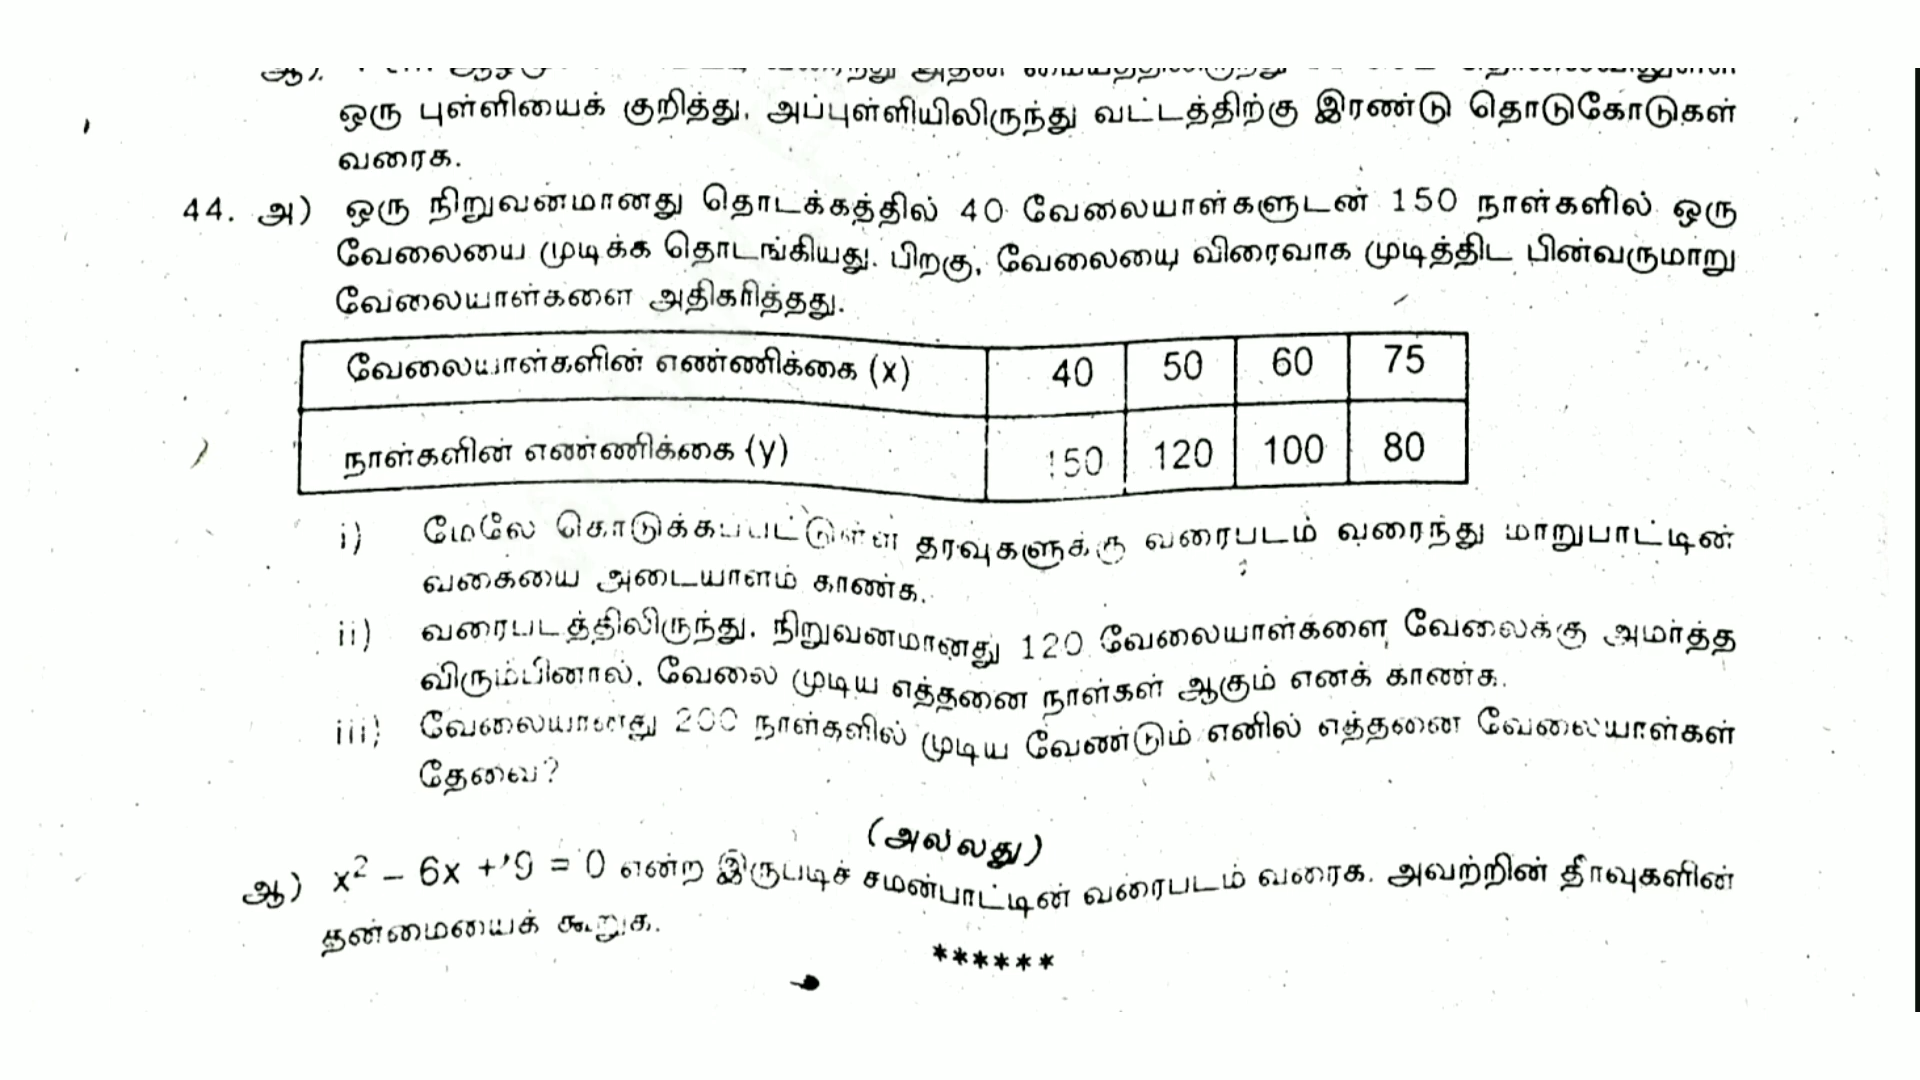 ஒரு புள்ளியைக் குறித்து, அப்புள்ளியிலிருந்து வட்டத்திற்கு இரண்டு தொடுகோடுகள்
வரைக.
44. அ) ஒரு நிறுவனமானது தொடக்கத்தில் 40 வேலையாள்களுடன் 150 நாள்களில் ஒரு
வேலையை முடிக்க தொடங்கியது. பிறகு, வேலையை விரைவாக முடித்திட பின்வருமாறு
வேலையாள்களை அதிகரித்தது.
வேலையாள்களின் எண்ணிக்கை (x) 40 50 60 75
நாள்களின் எண்ணிக்கை (y) 150 120 100 80
i) மேலே கொடுக்கப்பட்டுள்ள தரவுகளுக்கு வரைபடம் வரைந்து மாறுபாட்டின்
வகையை அடையாளம் காண்க.
ii) வரைபடத்திலிருந்து, நிறுவனமானது 120 வேலையாள்களை வேலைக்கு அமர்த்த
விரும்பினால், வேலை முடிய எத்தனை நாள்கள் ஆகும் எனக் காண்க.
iii) வேலையானது 200 நாள்களில் முடிய வேண்டும் எனில் எத்தனை வேலையாள்கள்
தேவை?
(அல்லது)
ஆ) x² – 6x + 9 = 0 என்ற இருபடிச் சமன்பாட்டின் வரைபடம் வரைக. அவற்றின் தீர்வுகளின்
தன்மையைக் கூறுக.
******